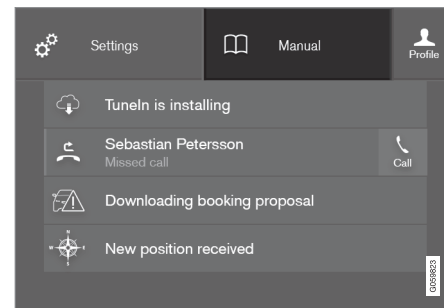 Settings
Manual
Profile
TuneIn is installing
Sebastian Petersson
Missed call
Call
Downloading booking proposal
New position received
G059823